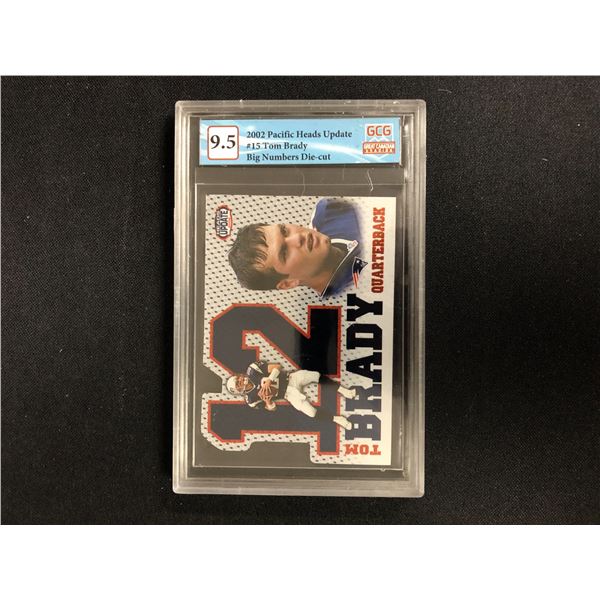 9.5
2002 Pacific Heads Update
#15 Tom Brady
Big Numbers Die-cut
GCG
GREAT CANADIAN
GRADING
UPDATE
12
TOM
BRADY
QUARTERBACK